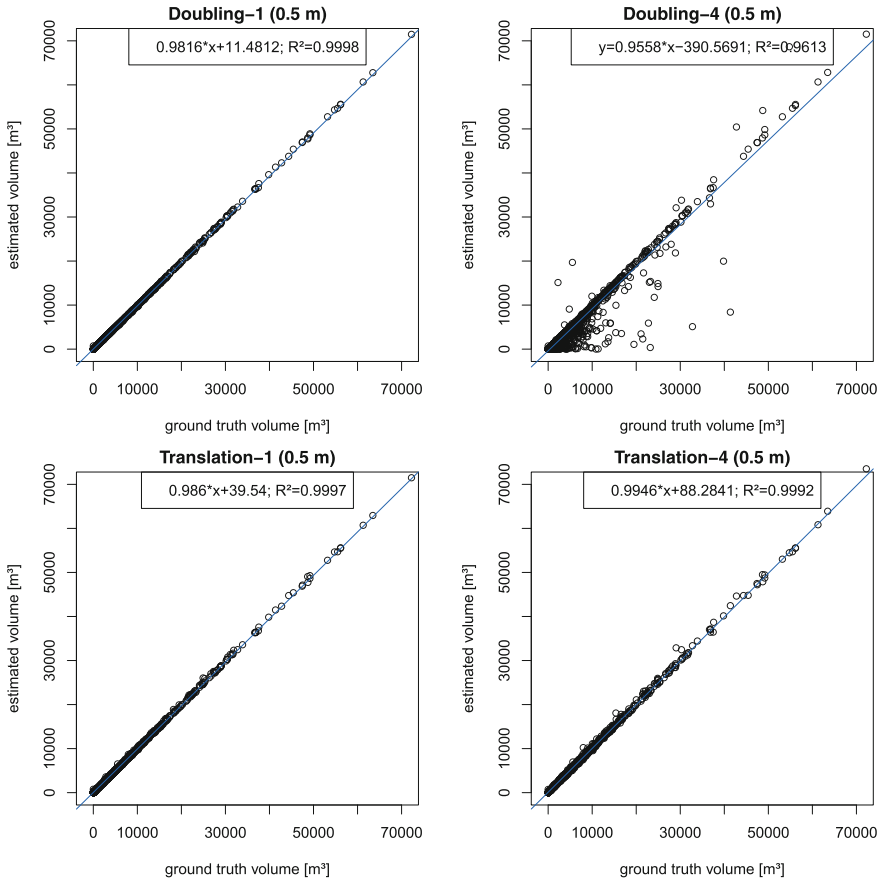 Doubling−1 (0.5 m)
0.9816*x+11.4812; R²=0.9998
estimated volume [m³]
0 10000 30000 50000 70000
0 10000 30000 50000 70000
ground truth volume [m³]
Doubling−4 (0.5 m)
y=0.9558*x−390.5691; R²=0.9613
estimated volume [m³]
0 10000 30000 50000 70000
0 10000 30000 50000 70000
ground truth volume [m³]
Translation−1 (0.5 m)
0.986*x+39.54; R²=0.9997
estimated volume [m³]
0 10000 30000 50000 70000
0 10000 30000 50000 70000
ground truth volume [m³]
Translation−4 (0.5 m)
0.9946*x+88.2841; R²=0.9992
estimated volume [m³]
0 10000 30000 50000 70000
0 10000 30000 50000 70000
ground truth volume [m³]